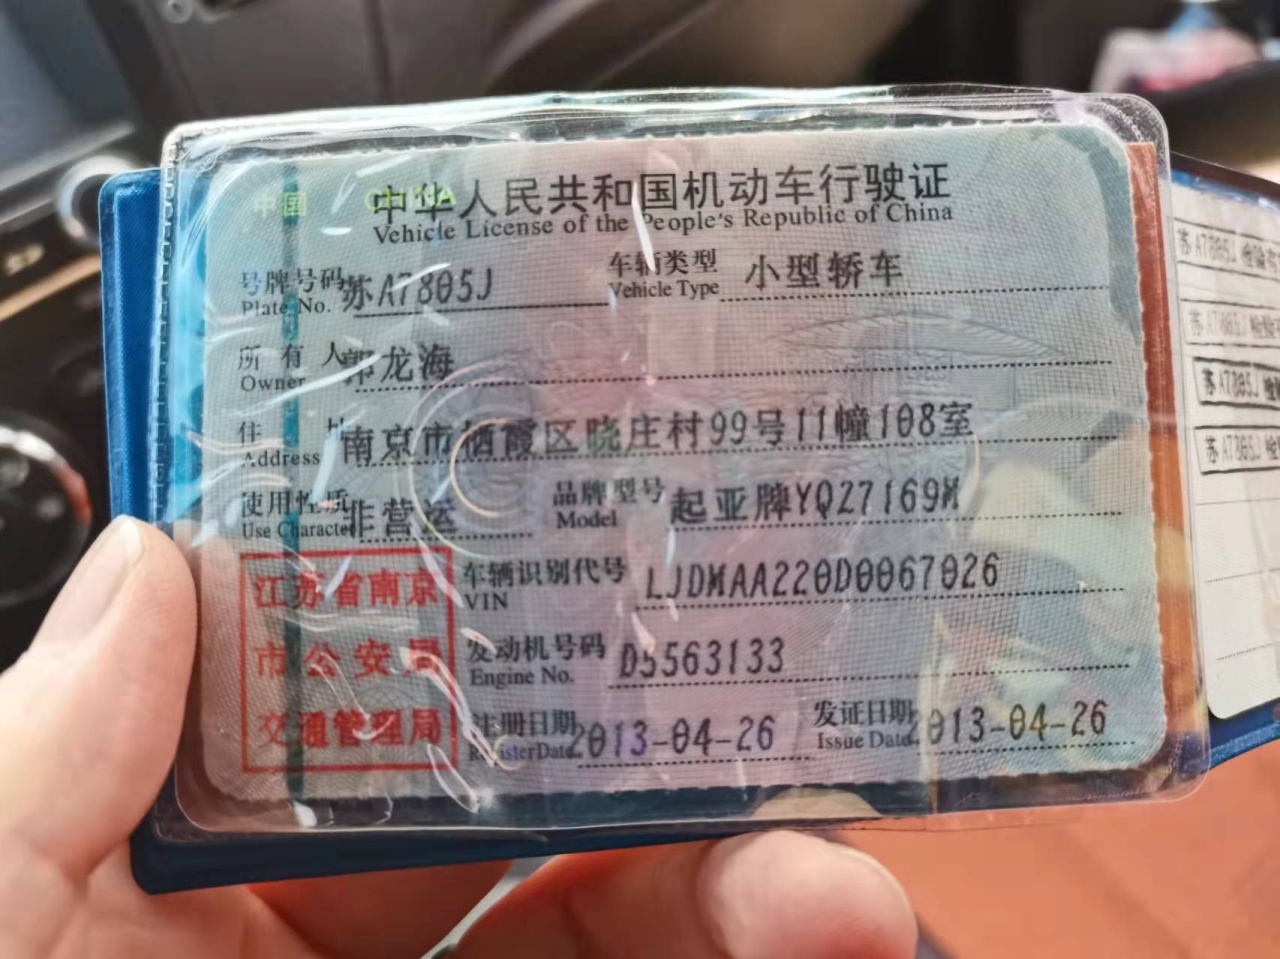 中国 CHINA
中华人民共和国机动车行驶证
Vehicle License of the People's Republic of China
号牌号码 苏A7805J 车辆类型 小型轿车
Plate No. Vehicle Type
所有人 郭龙海
Owner
住址 南京市栖霞区晓庄村99号11幢108室
Address
使用性质 非营运 品牌型号 起亚牌YQZ7169M
Use Character Model
江苏省南京
市公安局
交通管理局
车辆识别代号 LJDMAA220D0067026
VIN
发动机号码 D5563133
Engine No.
注册日期 2013-04-26 发证日期 2013-04-26
Register Date Issue Date
苏A7805J 检验
苏A7805J 检验
苏A7805J 检
苏A7805J 检